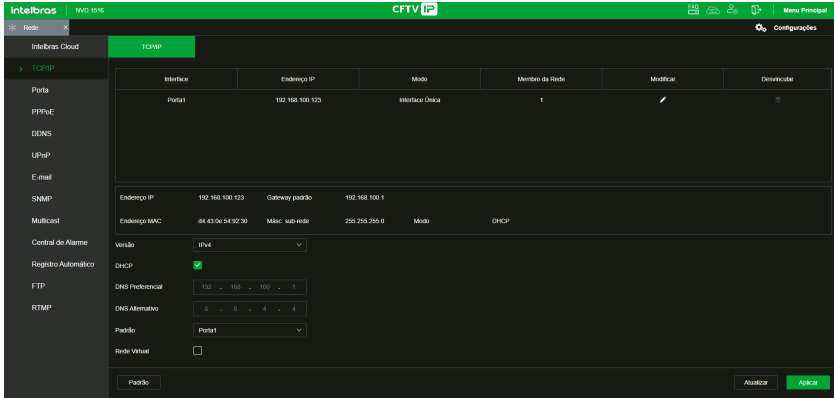 intelbras NVD 1516 CFTV IP FAQ Menu Principal
Rede × Configurações
Intelbras Cloud TCP/IP
> TCP/IP
Interface Endereço IP Modo Membro da Rede Modificar Desvincular
Porta
Porta1 192.168.100.123 Interface Única 1
PPPoE
DDNS
UPnP
E-mail
SNMP
Endereço IP 192.168.100.123 Gateway padrão 192.168.100.1
Multicast
Endereço MAC d4:43:0e:54:92:30 Másc. sub-rede 255.255.255.0 Modo DHCP
Central de Alarme
Versão IPv4
Registro Automático
DHCP
FTP
DNS Preferencial 192 . 168 . 100 . 1
RTMP
DNS Alternativo 8 . 8 . 4 . 4
Padrão Porta1
Rede Virtual
Padrão Atualizar Aplicar